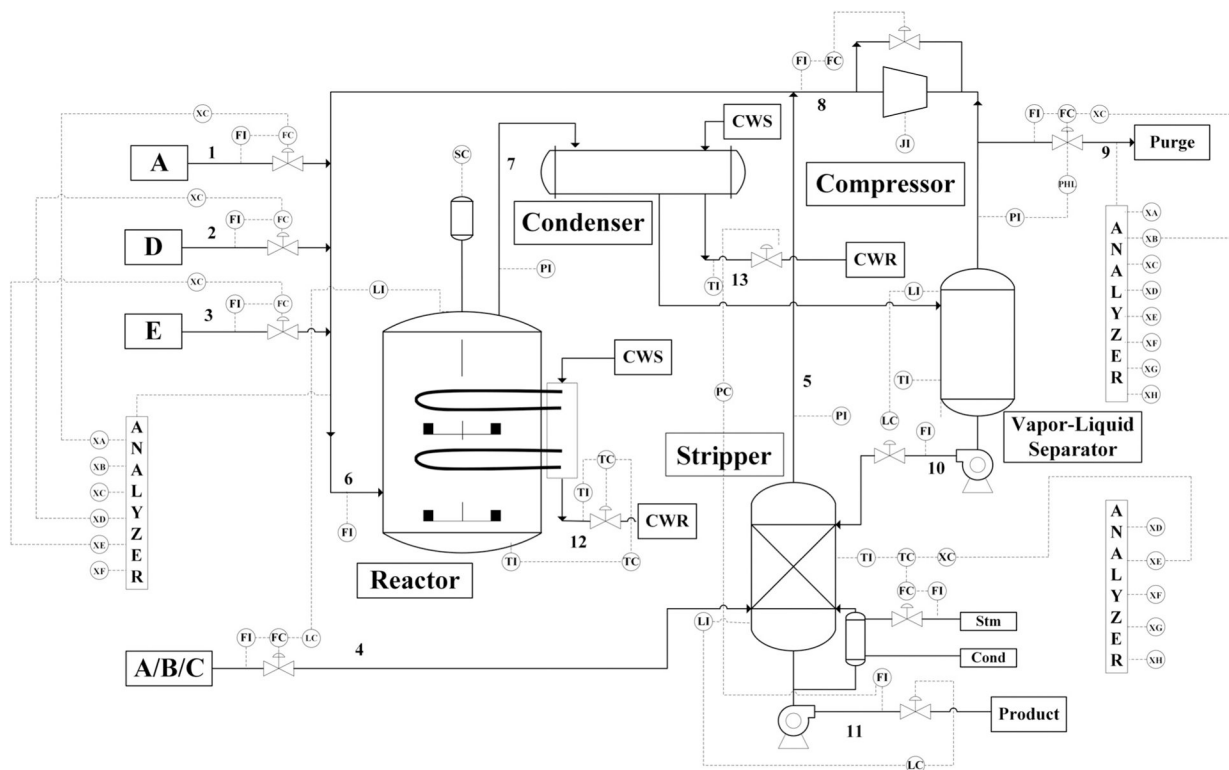 FI
FC
8
CWS
XC
FI
FC
XC
SC
7
FI
FC
1
A
JI
9
Purge
Compressor
Condenser
XC
PHL
XA
FI
FC
2
PI
D
XB
CWR
PI
TI
13
XC
XC
FI
FC
LI
LI
XD
3
E
XE
CWS
XF
5
TI
XG
PC
XH
ANALYZER
LC
PI
Vapor-Liquid
Separator
FI
XA
Stripper
10
XB
6
TC
TI
XC
FI
CWR
XD
12
XD
XE
TI
TC
TI
TC
XC
XE
XF
ANALYZER
Reactor
FC
FI
XF
LI
Stm
XG
FI
FC
LC
4
A/B/C
Cond
XH
ANALYZER
FI
11
Product
LC